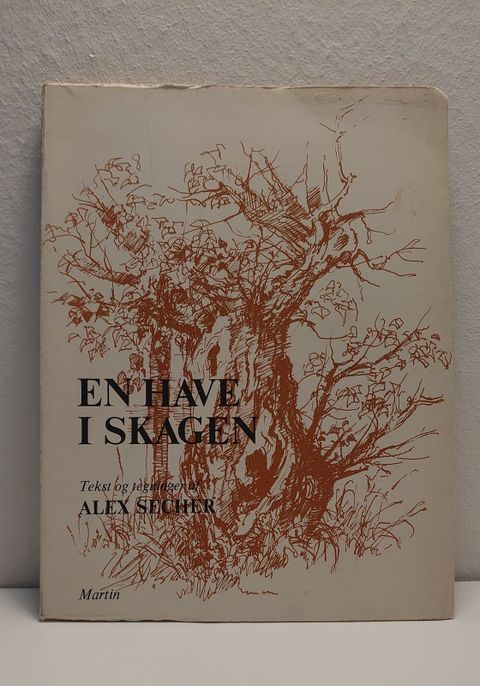 EN HAVE
I SKAGEN
Tekst og tegninger af
ALEX SECHER
Martin